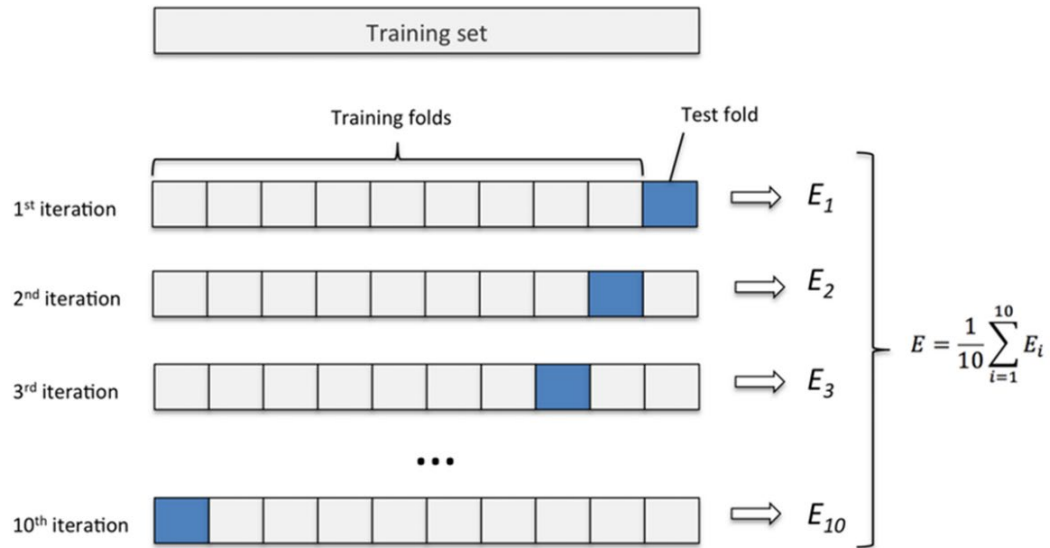 Training set
Training folds
Test fold
1st iteration
E1
2nd iteration
E2
3rd iteration
E3
E = 1/10 ∑ i=1 10 Ei
...
10th iteration
E10